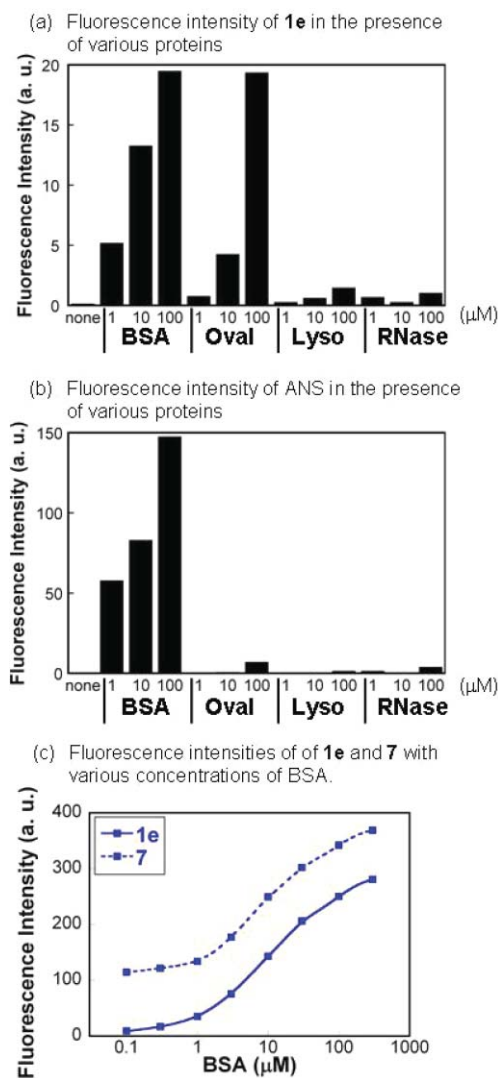 (a) Fluorescence intensity of 1e in the presence
of various proteins
Fluorescence Intensity (a. u.)
20
15
10
5
0
none 1 10 100 1 10 100 1 10 100 1 10 100 (μM)
BSA Oval Lyso RNase
(b) Fluorescence intensity of ANS in the presence
of various proteins
Fluorescence Intensity (a. u.)
150
100
50
0
none 1 10 100 1 10 100 1 10 100 1 10 100 (μM)
BSA Oval Lyso RNase
(c) Fluorescence intensities of of 1e and 7 with
various concentrations of BSA.
Fluorescence Intensity (a. u.)
400
300
200
100
0
1e
7
0.1 1 10 100 1000
BSA (μM)